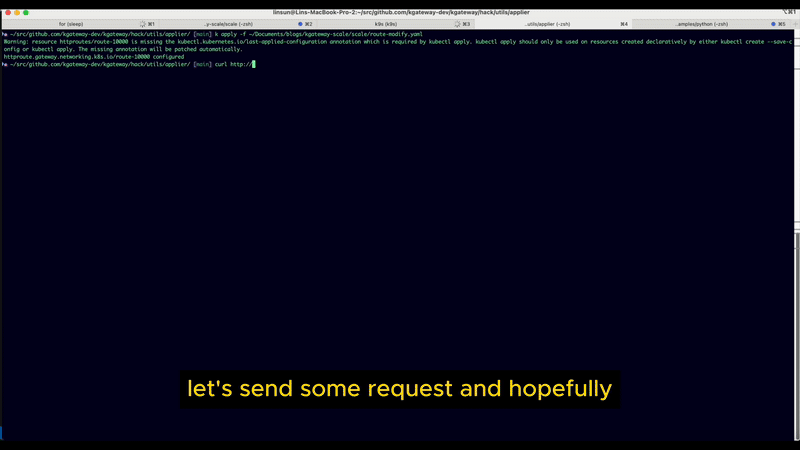 linsun@Lins-MacBook-Pro-2:~/src/github.com/kgateway-dev/kgateway/hack/utils/applier
⌥⌘1
for (sleep) ⌘1 ..y-scale/scale (-zsh) ⌘2 k9s (k9s) ⌘3 ..utils/applier (-zsh) ⌘4 ..amples/python (-zsh) ⌘5
~/src/github.com/kgateway-dev/kgateway/hack/utils/applier/ [main] k apply -f ~/Documents/blogs/kgateway-scale/scale/route-modify.yaml
Warning: resource httproutes/route-10000 is missing the kubectl.kubernetes.io/last-applied-configuration annotation which is required by kubectl apply. kubectl apply should only be used on resources created declaratively by either kubectl create --save-c
onfig or kubectl apply. The missing annotation will be patched automatically.
httproute.gateway.networking.k8s.io/route-10000 configured
~/src/github.com/kgateway-dev/kgateway/hack/utils/applier/ [main] curl http://
let's send some request and hopefully